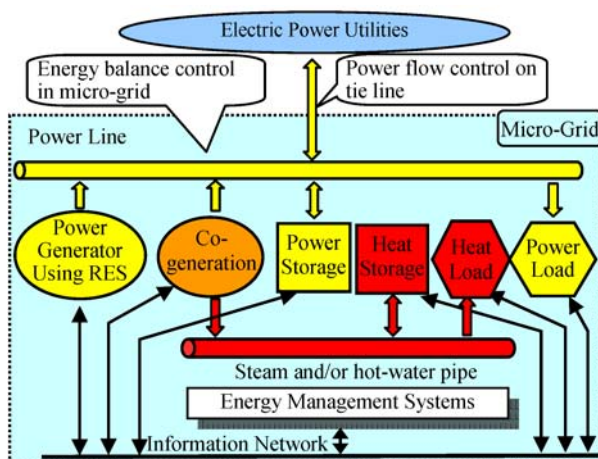 Electric Power Utilities
Energy balance control
in micro-grid
Power flow control on
tie line
Micro-Grid
Power Line
Power
Generator
Using RES
Co-
generation
Power
Storage
Heat
Storage
Heat
Load
Power
Load
Steam and/or hot-water pipe
Energy Management Systems
Information Network